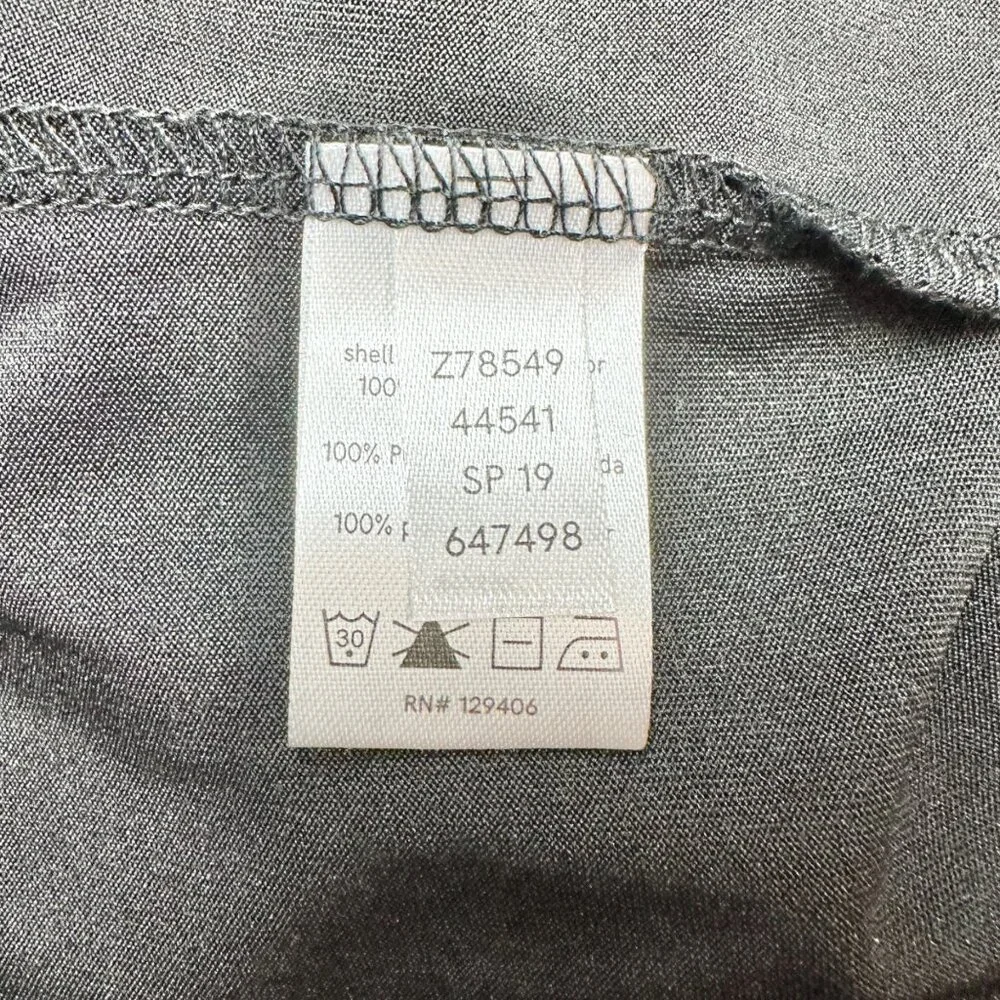 shell
100
100% P
100% p
or
da
r
Z78549
44541
SP 19
647498
30
RN# 129406